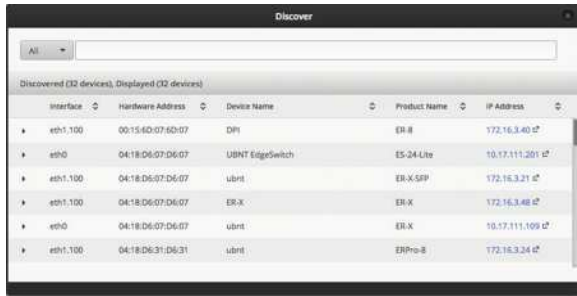 Discover
All
Discovered (32 devices), Displayed (32 devices)
Interface Hardware Address Device Name Product Name IP Address
eth1.100 00:15:6D:07:6D:07 DPI ER-8 172.16.3.40
eth0 04:18:D6:07:D6:07 UBNT EdgeSwitch ES-24-Lite 10.17.111.201
eth1.100 04:18:D6:07:D6:07 ubnt ER-X-SFP 172.16.3.21
eth1.100 04:18:D6:07:D6:07 ER-X ER-X 172.16.3.48
eth0 04:18:D6:07:D6:07 ubnt ER-X 10.17.111.109
eth1.100 04:18:D6:31:D6:31 ubnt ERPro-8 172.16.3.24